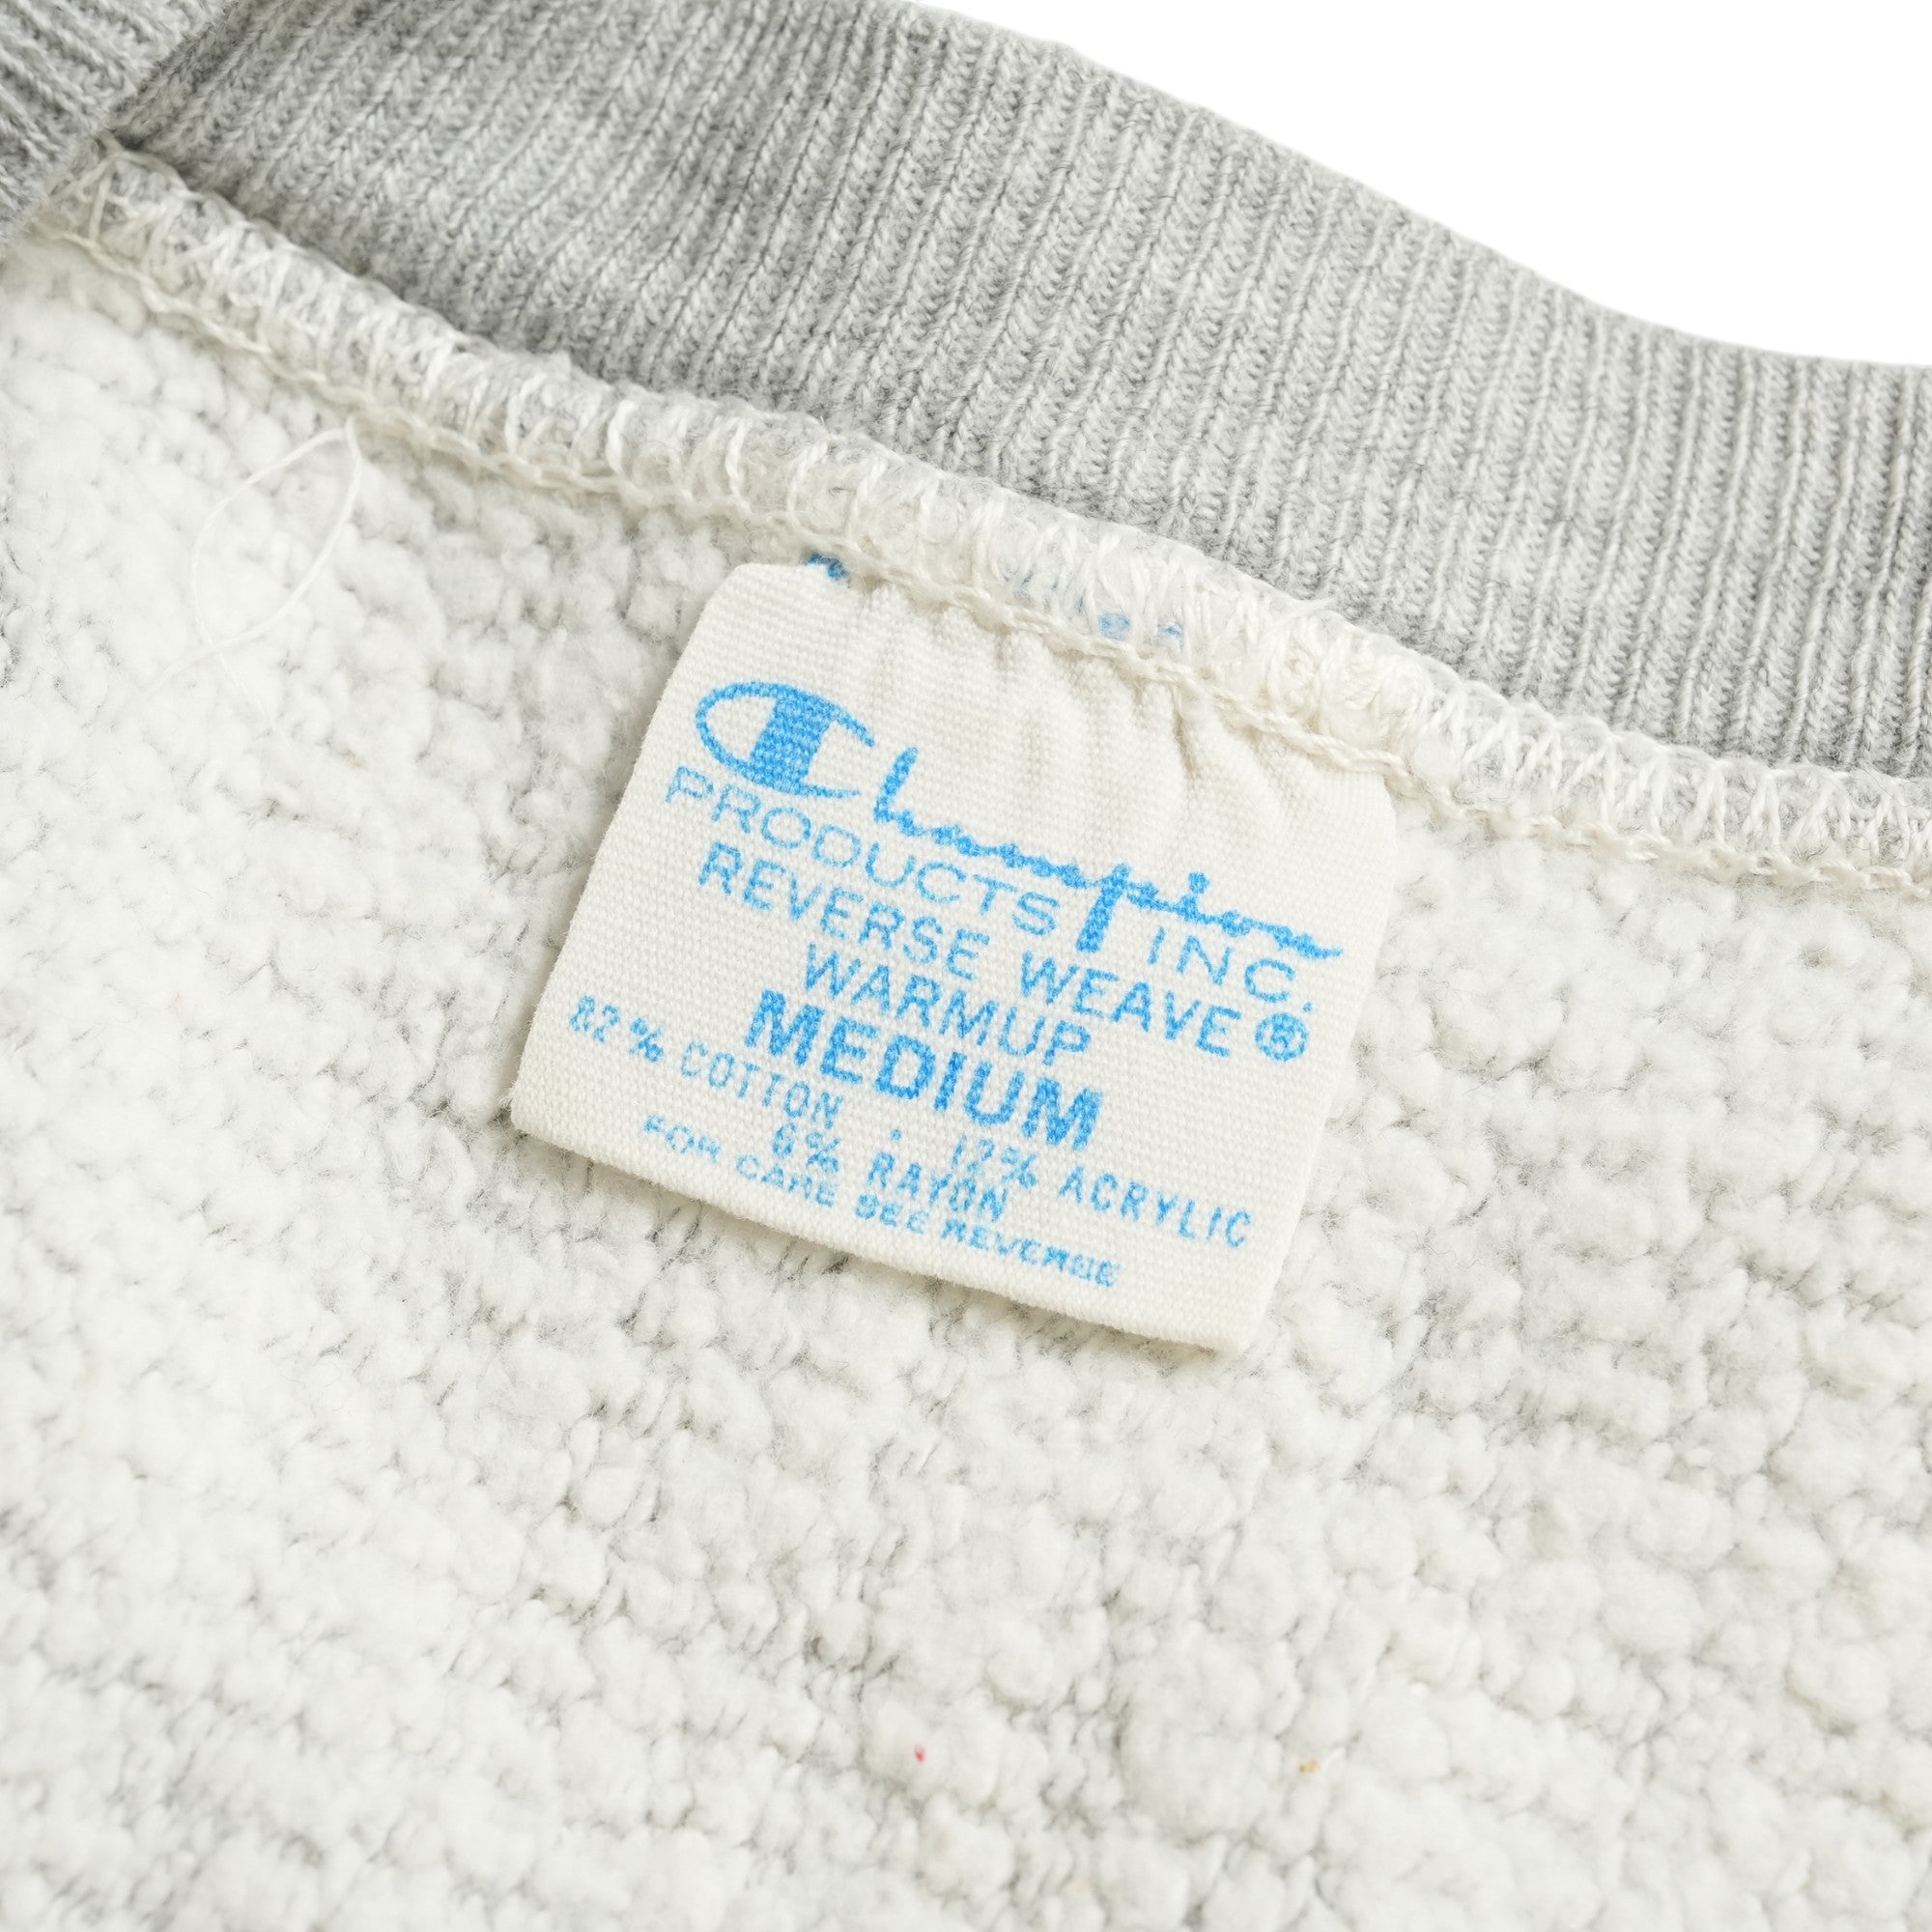 Champion
PRODUCTS INC.
REVERSE WEAVE®
WARMUP
MEDIUM
82% COTTON • 12% ACRYLIC
6% RAYON
FOR CARE SEE REVERSE